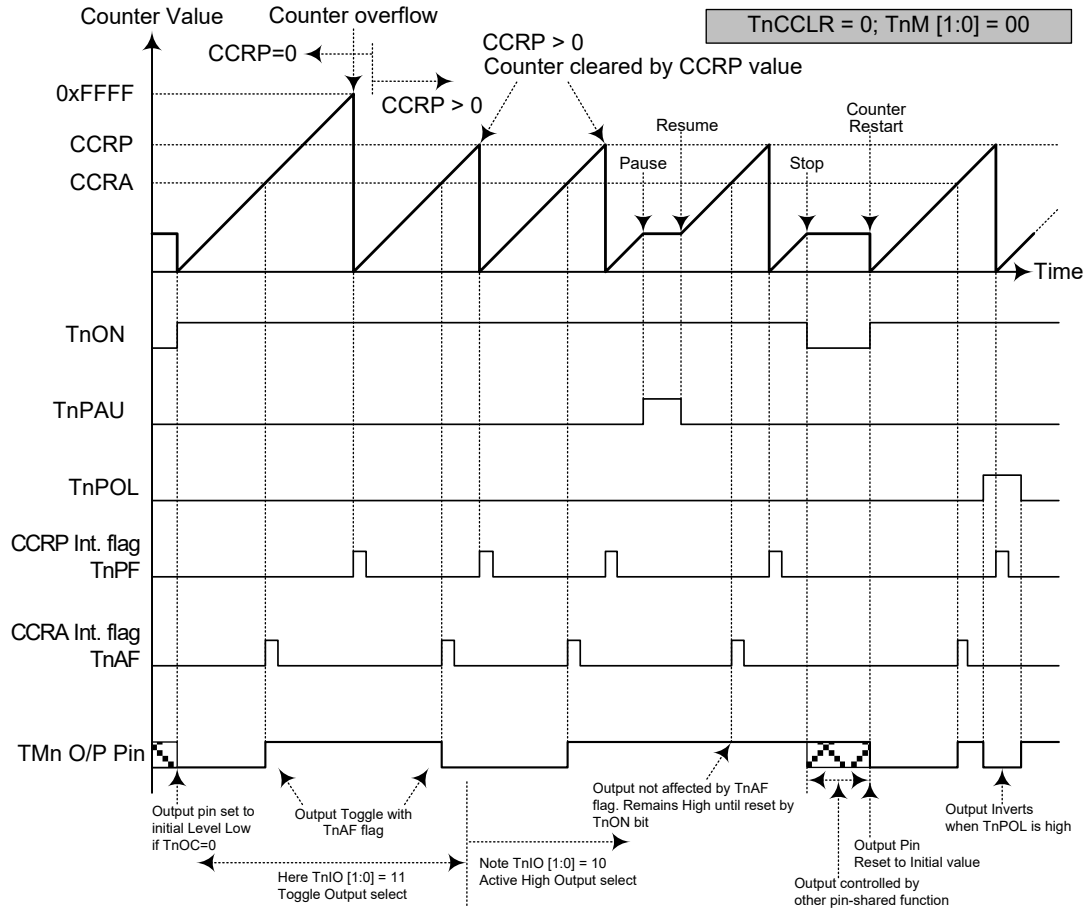 Counter Value
Counter overflow
TnCCLR = 0; TnM [1:0] = 00
CCRP=0
CCRP > 0
CCRP > 0
Counter cleared by CCRP value
0xFFFF
CCRP
CCRA
Pause
Resume
Stop
Counter
Restart
Time
TnON
TnPAU
TnPOL
CCRP Int. flag
TnPF
CCRA Int. flag
TnAF
TMn O/P Pin
Output pin set to
initial Level Low
if TnOC=0
Output Toggle with
TnAF flag
Output not affected by TnAF
flag. Remains High until reset by
TnON bit
Output Inverts
when TnPOL is high
Here TnIO [1:0] = 11
Toggle Output select
Note TnIO [1:0] = 10
Active High Output select
Output Pin
Reset to Initial value
Output controlled by
other pin-shared function